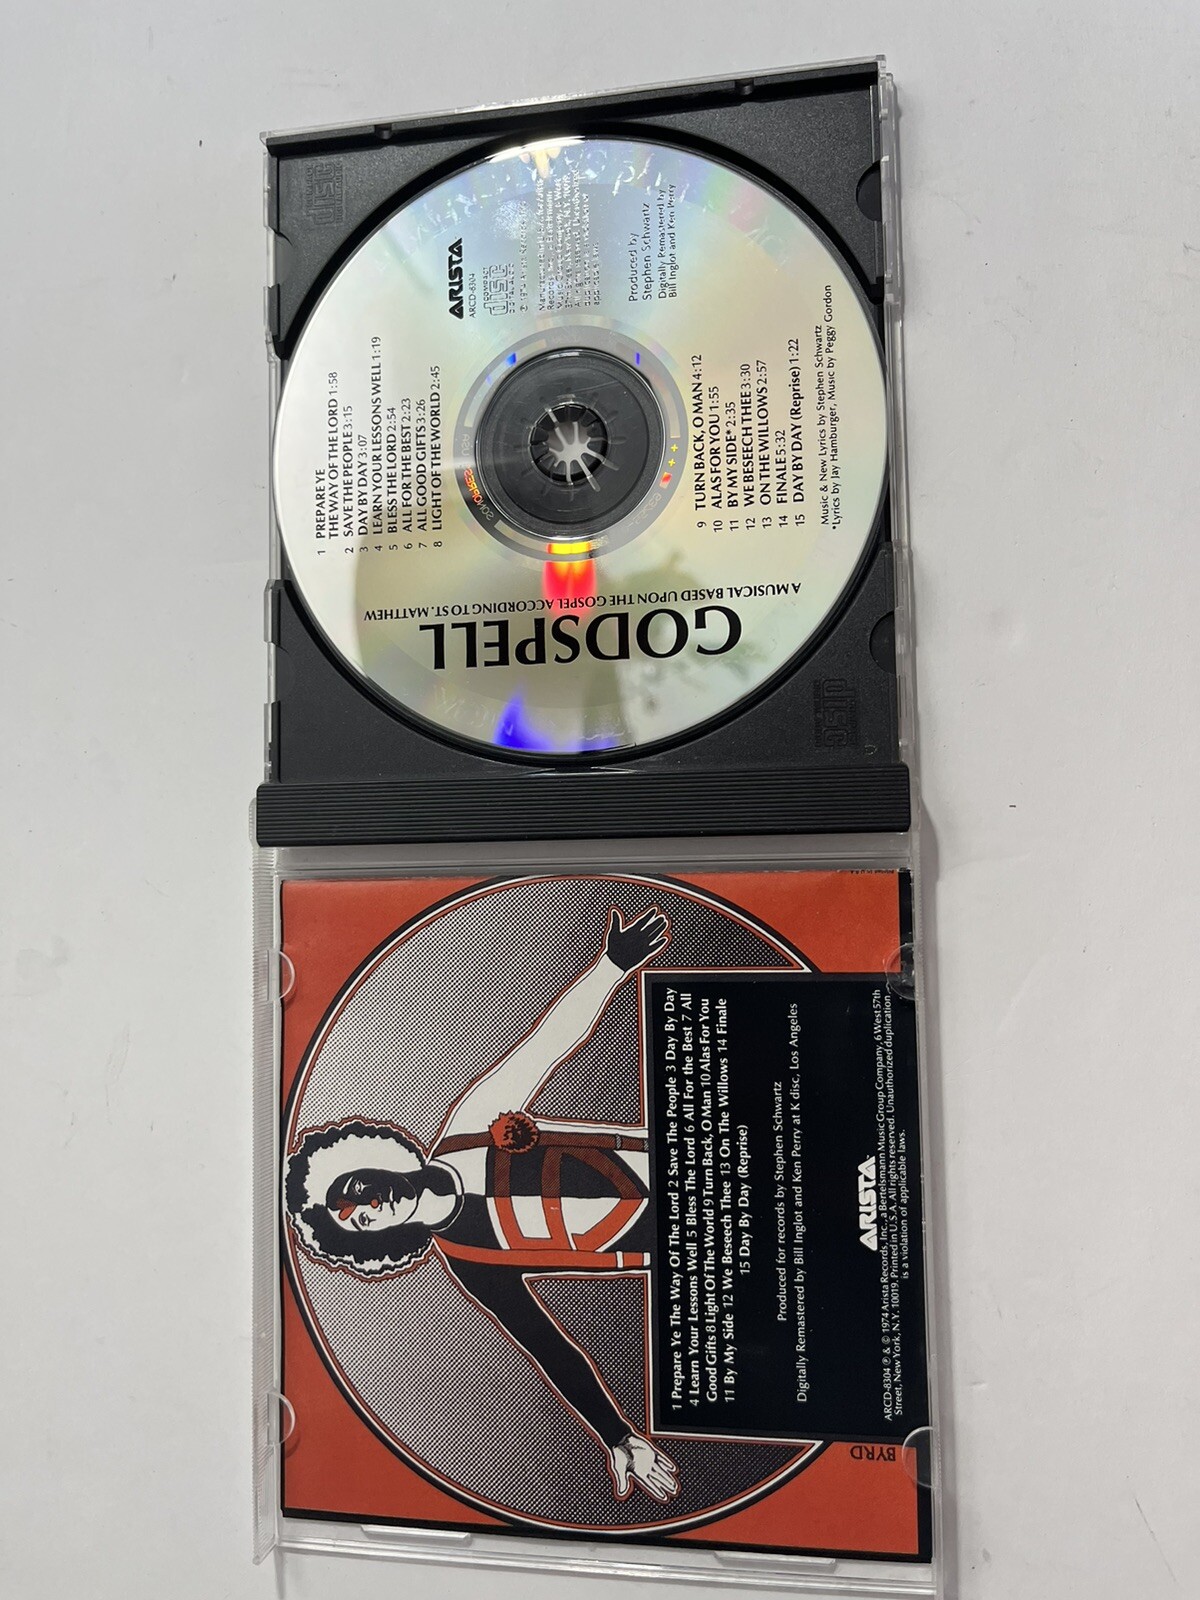 GODSPELL
A MUSICAL BASED UPON THE GOSPEL ACCORDING TO ST. MATTHEW
1 PREPARE YE
THE WAY OF THE LORD 1:58
2 SAVE THE PEOPLE 3:15
3 DAY BY DAY 3:07
4 LEARN YOUR LESSONS WELL 1:19
5 BLESS THE LORD 2:54
6 ALL FOR THE BEST 2:23
7 ALL GOOD GIFTS 3:26
8 LIGHT OF THE WORLD 2:45
ARISTA
ARCD-8304
COMPACT
disc
DIGITAL AUDIO
Produced by
Stephen Schwartz
Digitally Remastered by
Bill Inglot and Ken Perry
9 TURN BACK, O MAN 4:12
10 ALAS FOR YOU 1:55
11 BY MY SIDE* 2:35
12 WE BESEECH THEE 3:30
13 ON THE WILLOWS 2:57
14 FINALE 5:32
15 DAY BY DAY (Reprise) 1:22
Music & New Lyrics by Stephen Schwartz
*Lyrics by Jay Hamburger, Music by Peggy Gordon
disc
disc
1 Prepare Ye The Way Of The Lord 2 Save The People 3 Day By Day
4 Learn Your Lessons Well 5 Bless The Lord 6 All For the Best 7 All
Good Gifts 8 Light Of The World 9 Turn Back, O Man 10 Alas For You
11 By My Side 12 We Beseech Thee 13 On The Willows 14 Finale
15 Day By Day (Reprise)
Produced for records by Stephen Schwartz
Digitally Remastered by Bill Inglot and Ken Perry at K disc, Los Angeles
ARISTA
ARCD-8304 ℗ & © 1974 Arista Records, Inc., a Bertelsmann Music Group Company, 6 West 57th
Street, New York, N.Y. 10019. Printed in U.S.A. All rights reserved. Unauthorized duplication
is a violation of applicable laws.
BYRD